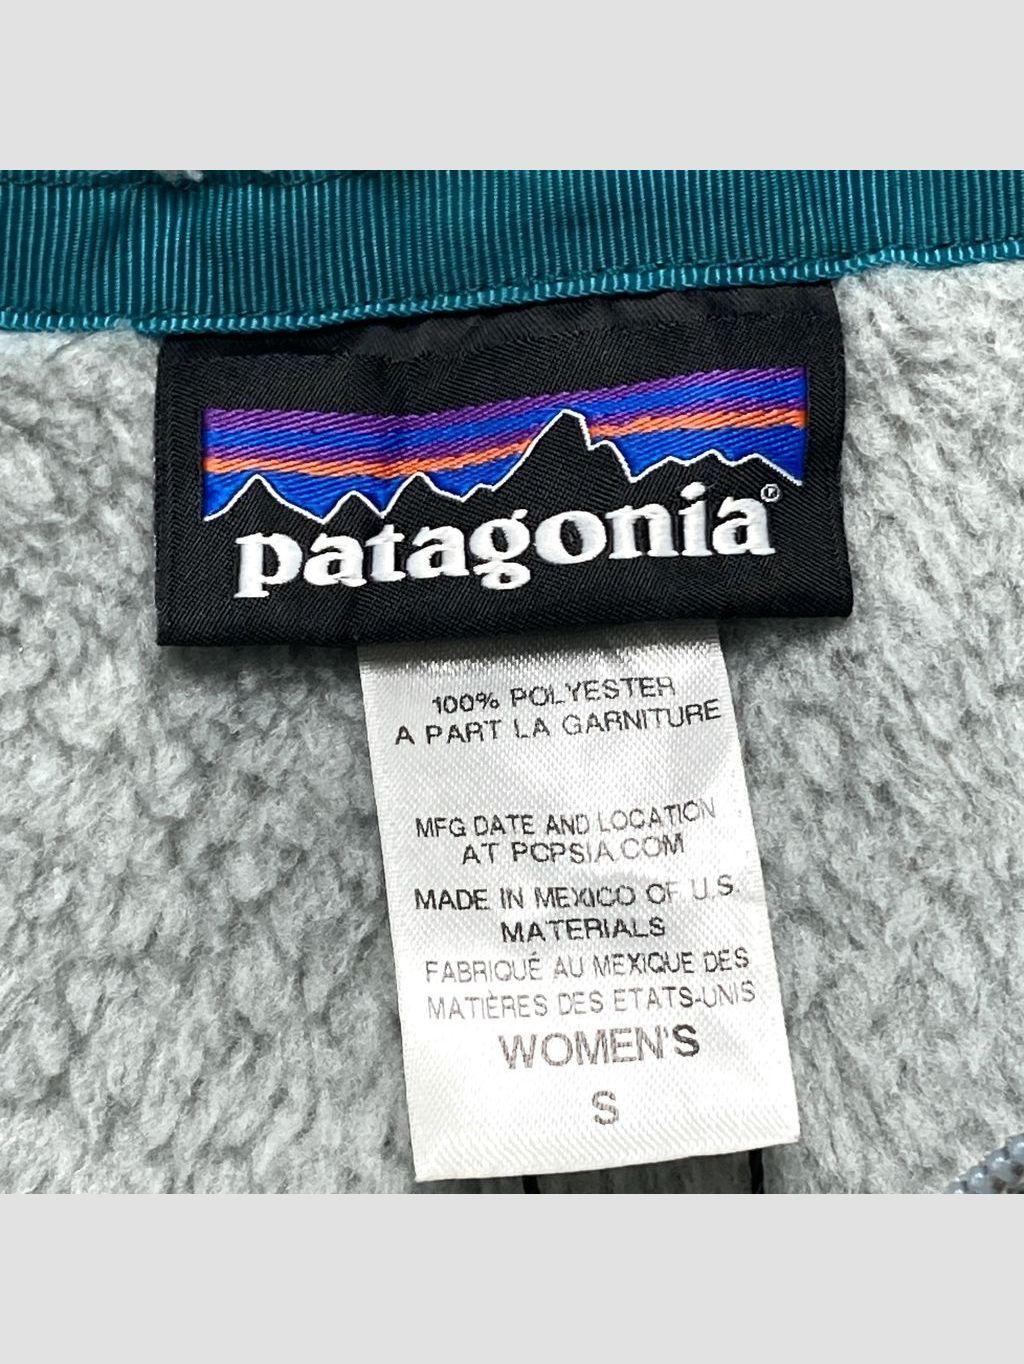 patagonia®
100% POLYESTER
A PART LA GARNITURE
MFG DATE AND LOCATION
AT PCPSIA.COM
MADE IN MEXICO OF U.S.
MATERIALS
FABRIQUÉ AU MEXIQUE DES
MATIÈRES DES ETATS-UNIS
WOMEN'S
S